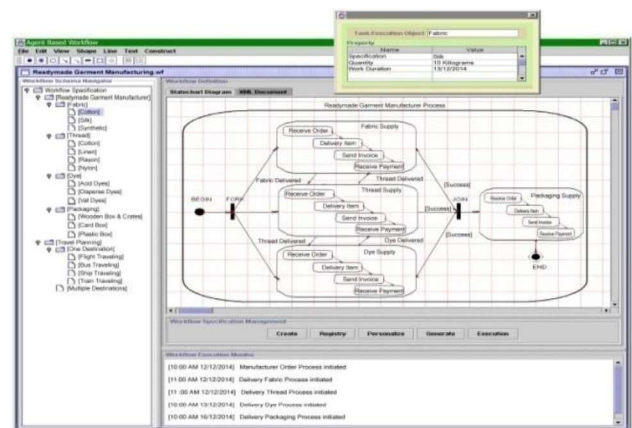 Task Execution Object Fabric
Property
Name Value
Specification Silk
Quantity 10 Kilograms
Work Duration 13/12/2014
Agent Based Workflow
File Edit View Shape Line Text Construct
Readymade Garment Manufacturing.wf
Workflow Schema Navigator
Workflow Specification
[Readymade Garment Manufacturer]
[Fabric]
[Cotton]
[Silk]
[Synthetic]
[Thread]
[Cotton]
[Linen]
[Rayon]
[Nylon]
[Dye]
[Acid Dyes]
[Disperse Dyes]
[Vat Dyes]
[Packaging]
[Wooden Box & Crates]
[Card Box]
[Plastic Box]
[Travel Planning]
[One Destination]
[Flight Traveling]
[Bus Traveling]
[Ship Traveling]
[Train Traveling]
[Multiple Destinations]
Workflow Definition
Statechart Diagram XML Document
Readymade Garment Manufacturer Process
Fabric Supply
Receive Order
Delivery Item
Send Invoice
Receive Payment
Fabric Delivered
Thread Delivered
Thread Supply
Receive Order
Delivery Item
Send Invoice
Receive Payment
Thread Delivered
Dye Delivered
Dye Supply
Receive Order
Delivery Item
Send Invoice
Receive Payment
BEGIN
FORK
[Success]
[Success]
[Success]
JOIN
Packaging Supply
Receive Order
Delivery Item
Send Invoice
Receive Payment
END
Workflow Specification Management
Create Registry Personalize Generate Execution
Workflow Execution Monitor
[10:00 AM 12/12/2014] Manufacturer Order Process initiated
[11:00 AM 12/12/2014] Delivery Fabric Process initiated
[11:00 AM 12/12/2014] Delivery Thread Process initiated
[10:00 AM 13/12/2014] Delivery Dye Process initiated
[10:00 AM 16/12/2014] Delivery Packaging Process initiated